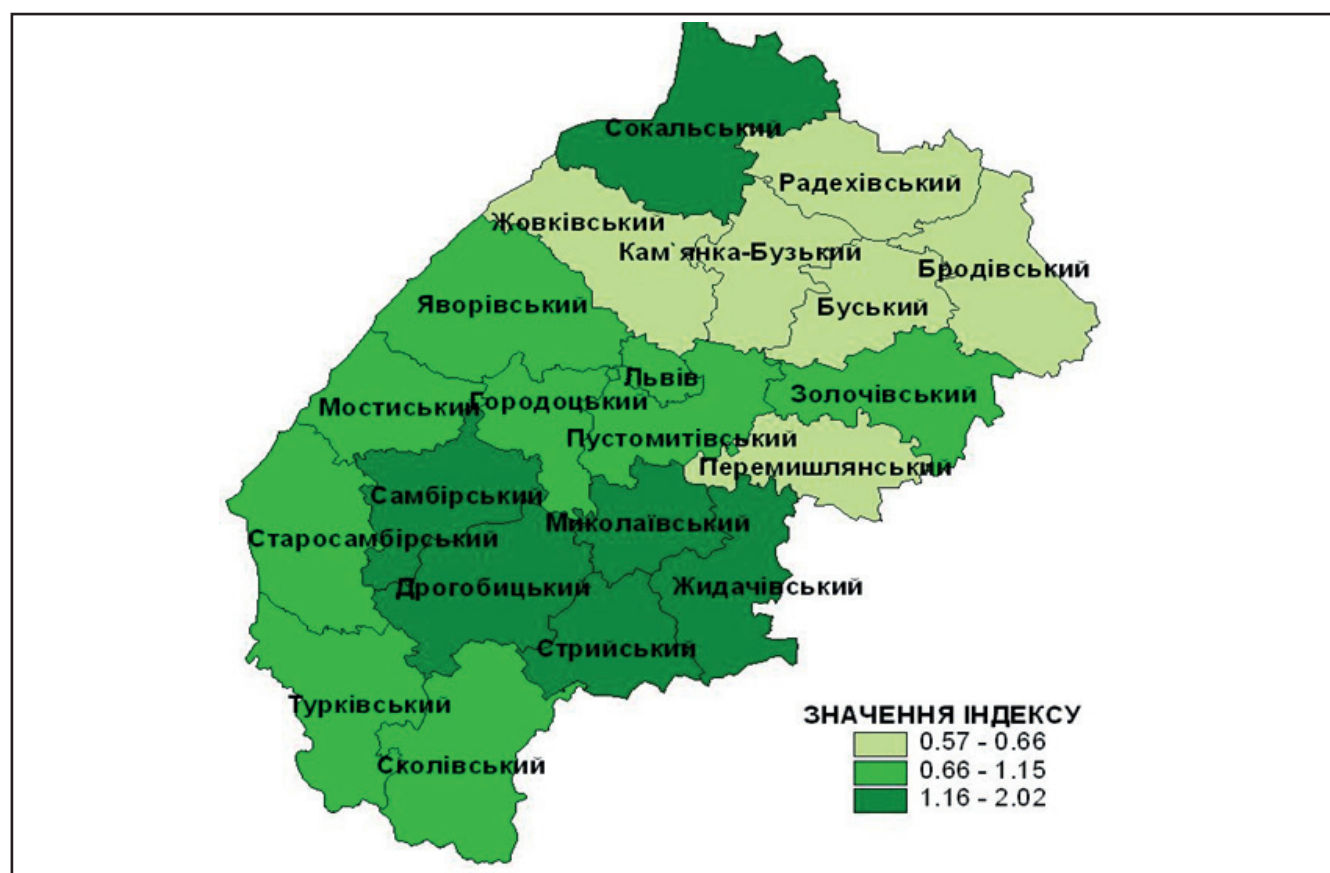 Сокальський
Радехівський
Жовківський
Кам`янка-Бузький
Бродівський
Буський
Яворівський
Львів
Золочівський
Мостиський
Городоцький
Пустомитівський
Перемишлянський
Самбірський
Миколаївський
Старосамбірський
Дрогобицький
Жидачівський
Стрийський
Турківський
Сколівський
ЗНАЧЕННЯ ІНДЕКСУ
0.57 - 0.66
0.66 - 1.15
1.16 - 2.02